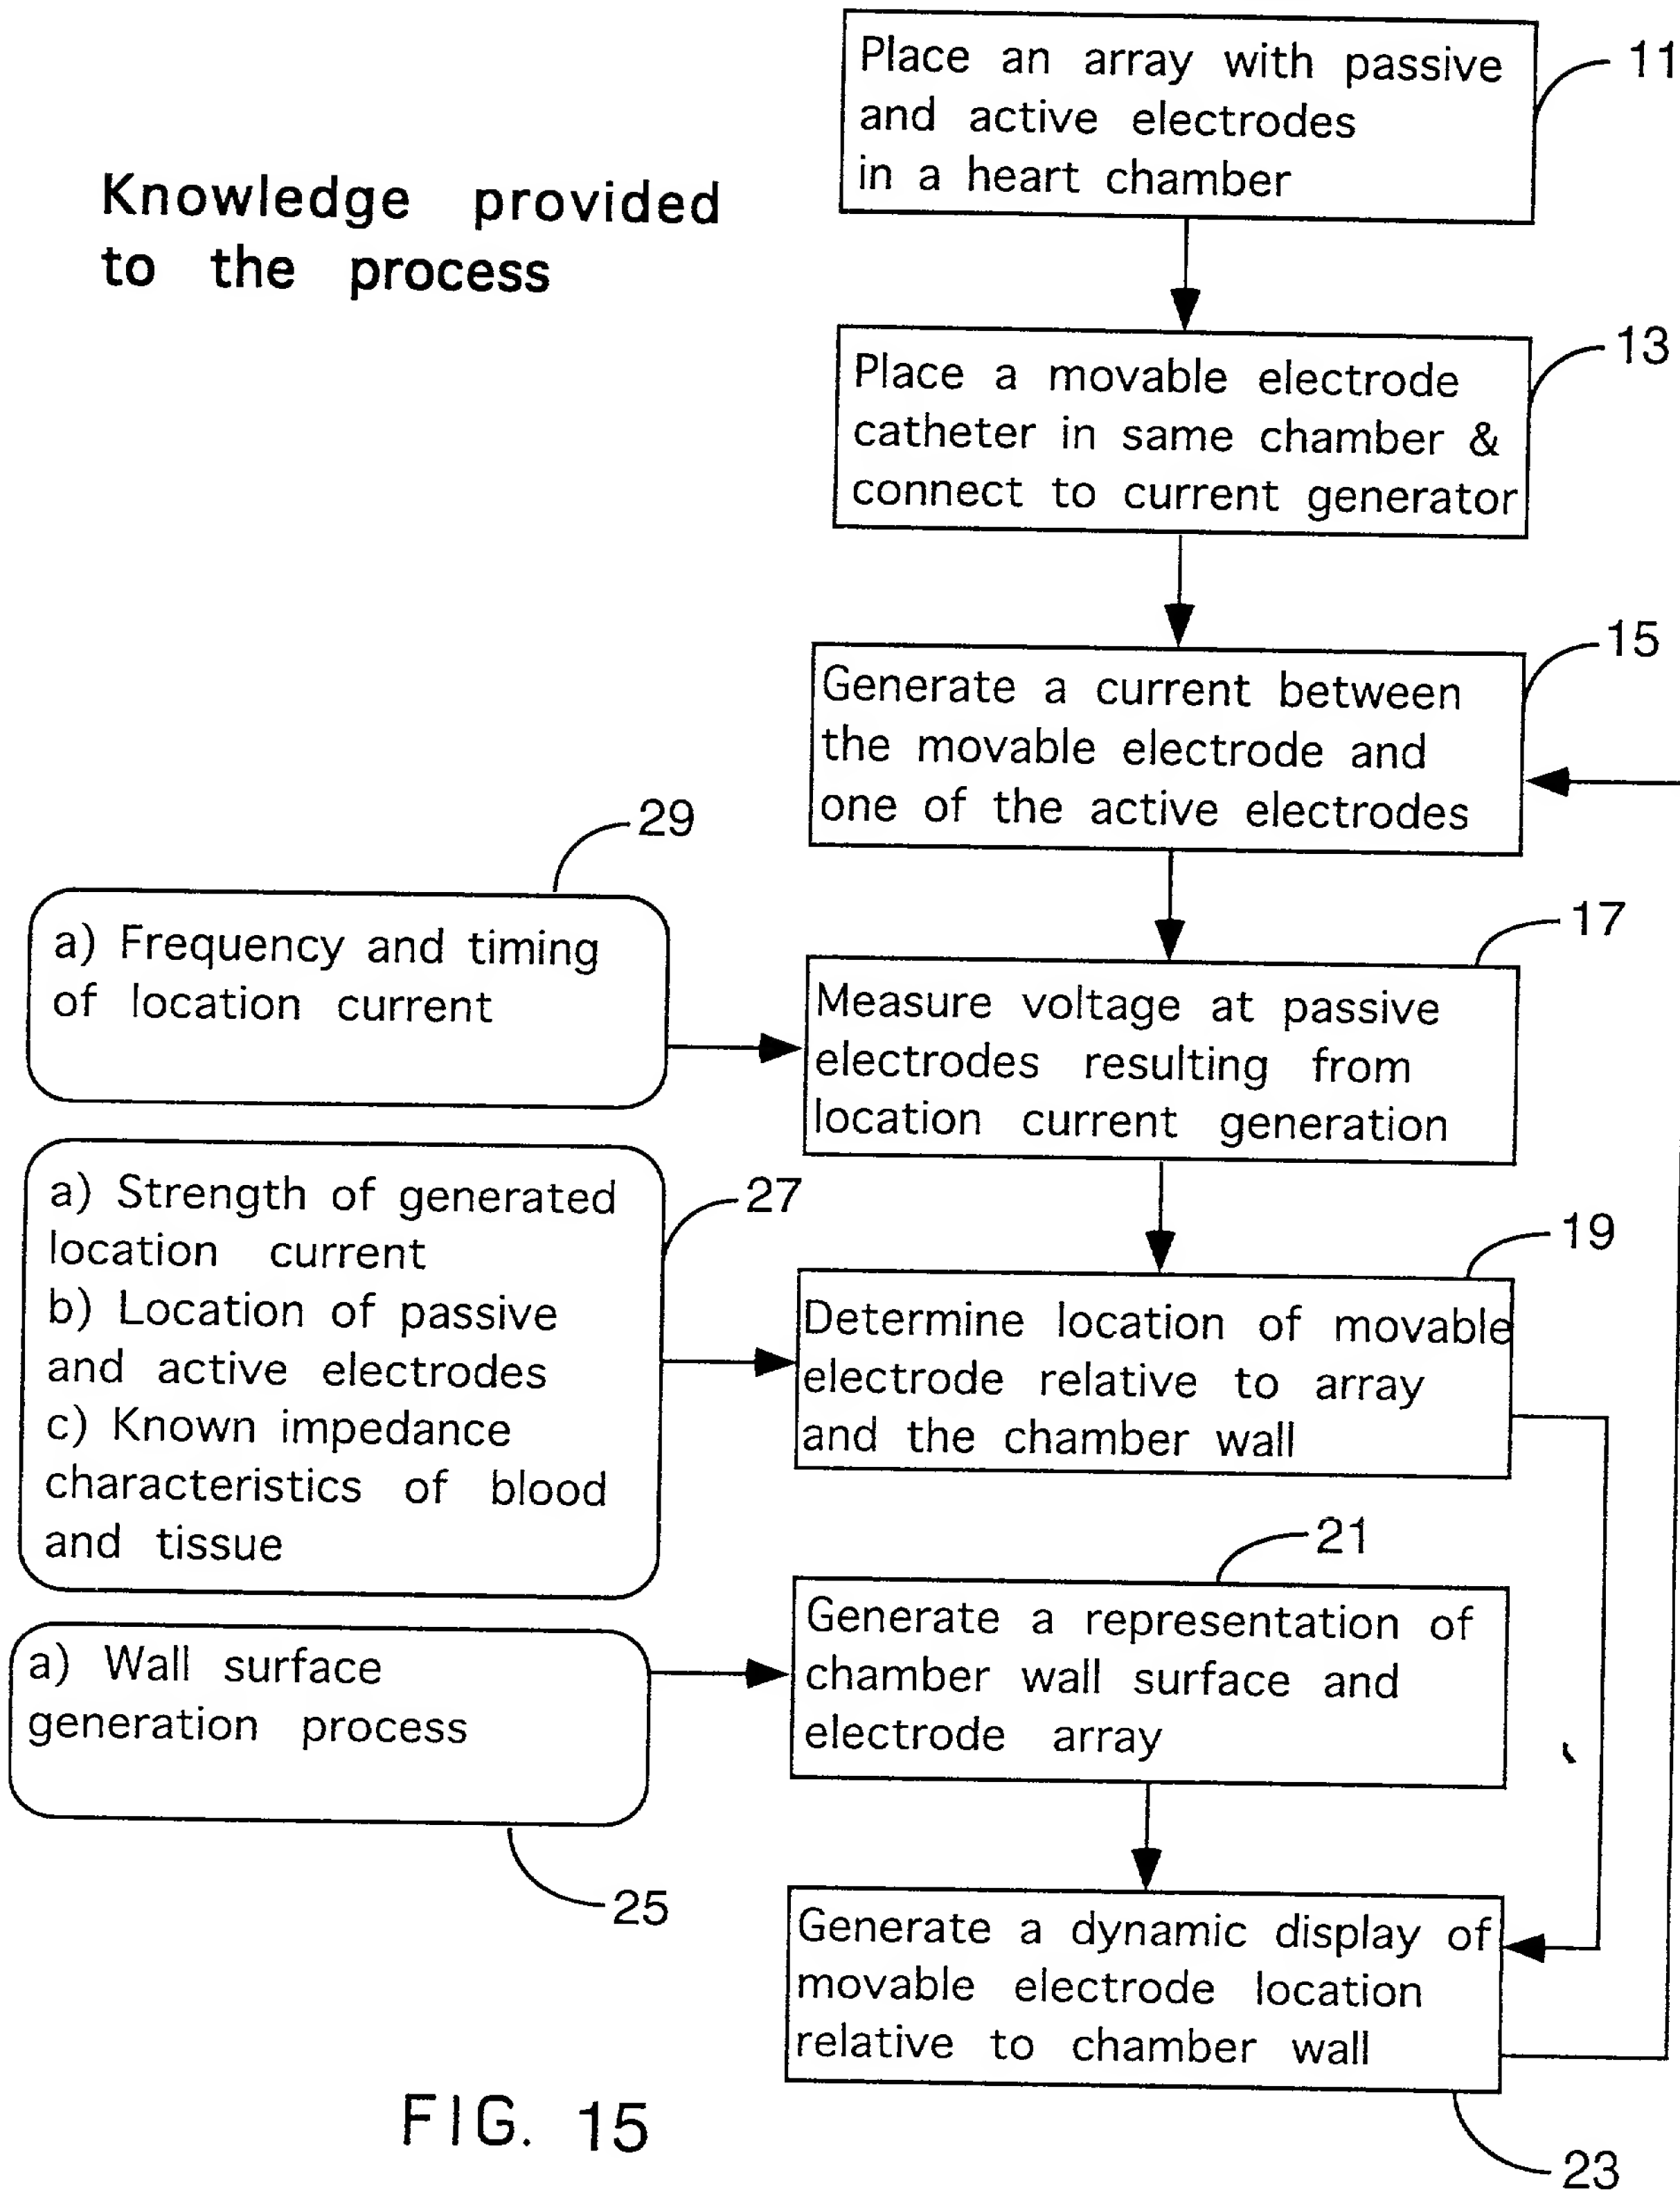 Place an array with passive
and active electrodes
in a heart chamber
11
Knowledge provided
to the process
Place a movable electrode
catheter in same chamber &
connect to current generator
13
Generate a current between
the movable electrode and
one of the active electrodes
15
29
a) Frequency and timing
of location current
Measure voltage at passive
electrodes resulting from
location current generation
17
a) Strength of generated
location current
b) Location of passive
and active electrodes
c) Known impedance
characteristics of blood
and tissue
27
Determine location of movable
electrode relative to array
and the chamber wall
19
a) Wall surface
generation process
25
Generate a representation of
chamber wall surface and
electrode array
21
Generate a dynamic display of
movable electrode location
relative to chamber wall
23
FIG. 15